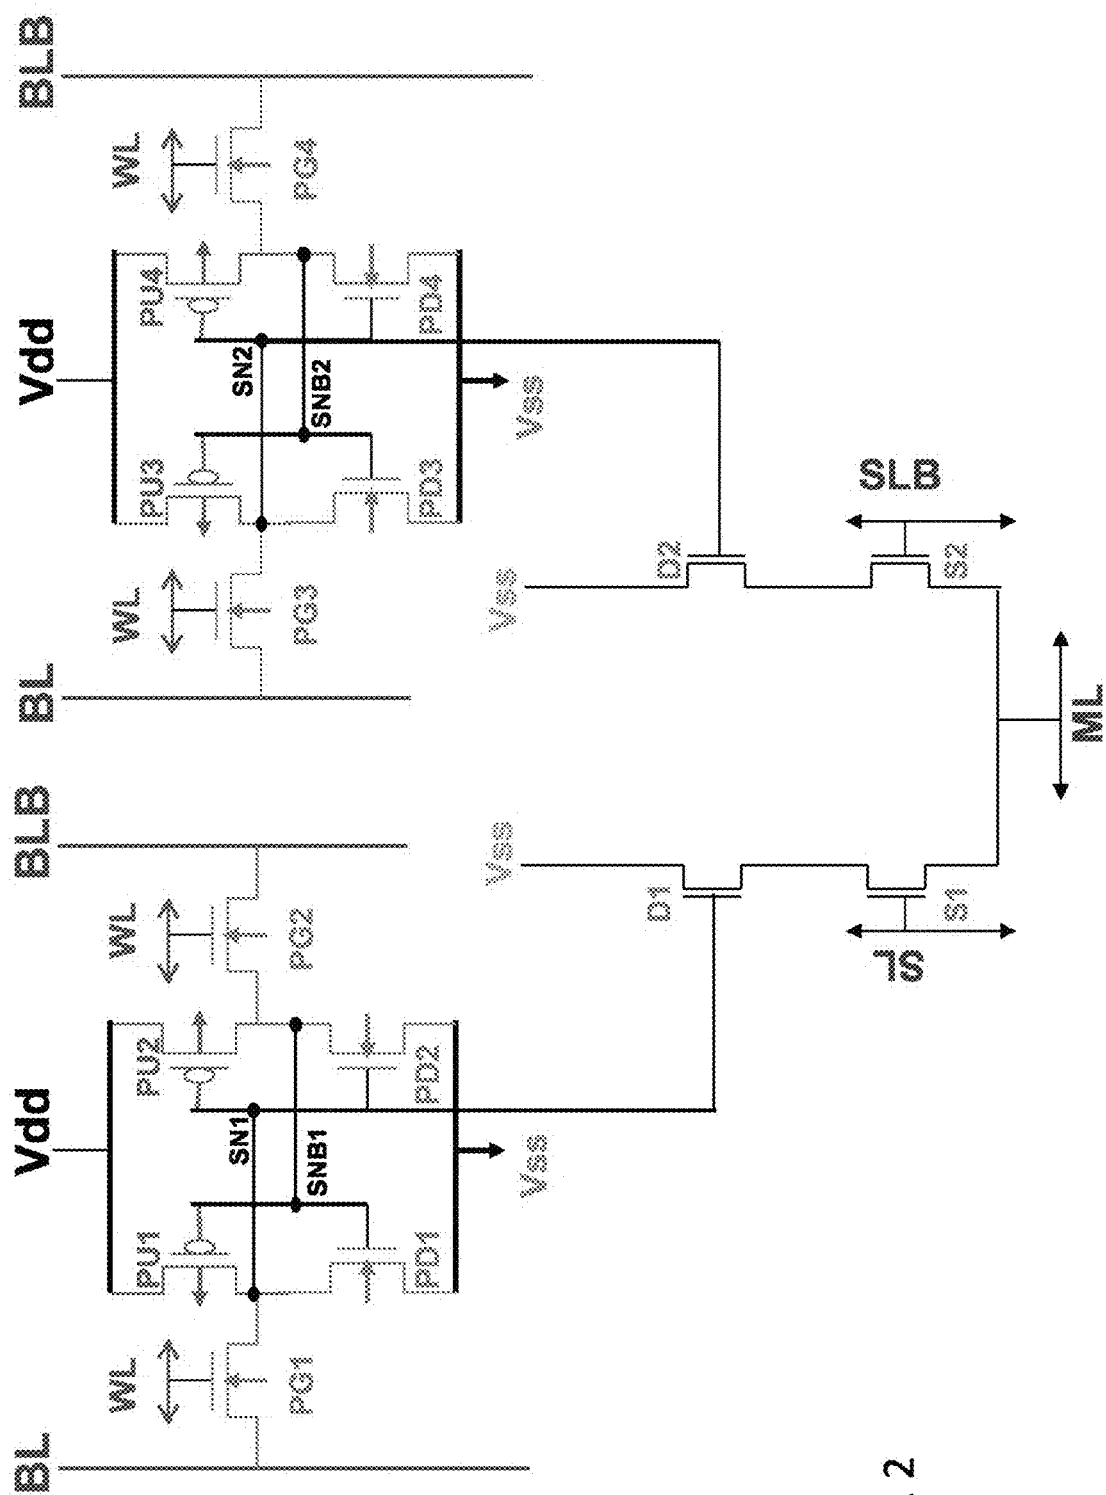 BL
BLB
BL
BLB
Vdd
Vdd
WL
WL
WL
WL
PU1
PU2
PU3
PU4
PG1
PG2
PG3
PG4
SN1
SN2
SNB1
SNB2
PD1
PD2
PD3
PD4
Vss
Vss
Vss
Vss
D1
D2
SL
S1
S2
SLB
ML
2